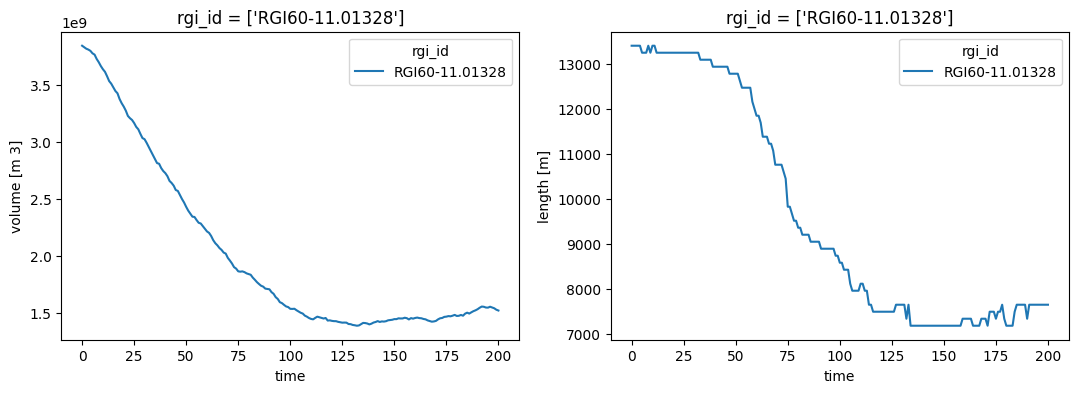 rgi_id = ['RGI60-11.01328']
1e9
rgi_id
RGI60-11.01328
3.5
3.0
2.5
2.0
1.5
volume [m 3]
0 25 50 75 100 125 150 175 200
time
rgi_id = ['RGI60-11.01328']
rgi_id
RGI60-11.01328
13000
12000
11000
10000
9000
8000
7000
length [m]
0 25 50 75 100 125 150 175 200
time